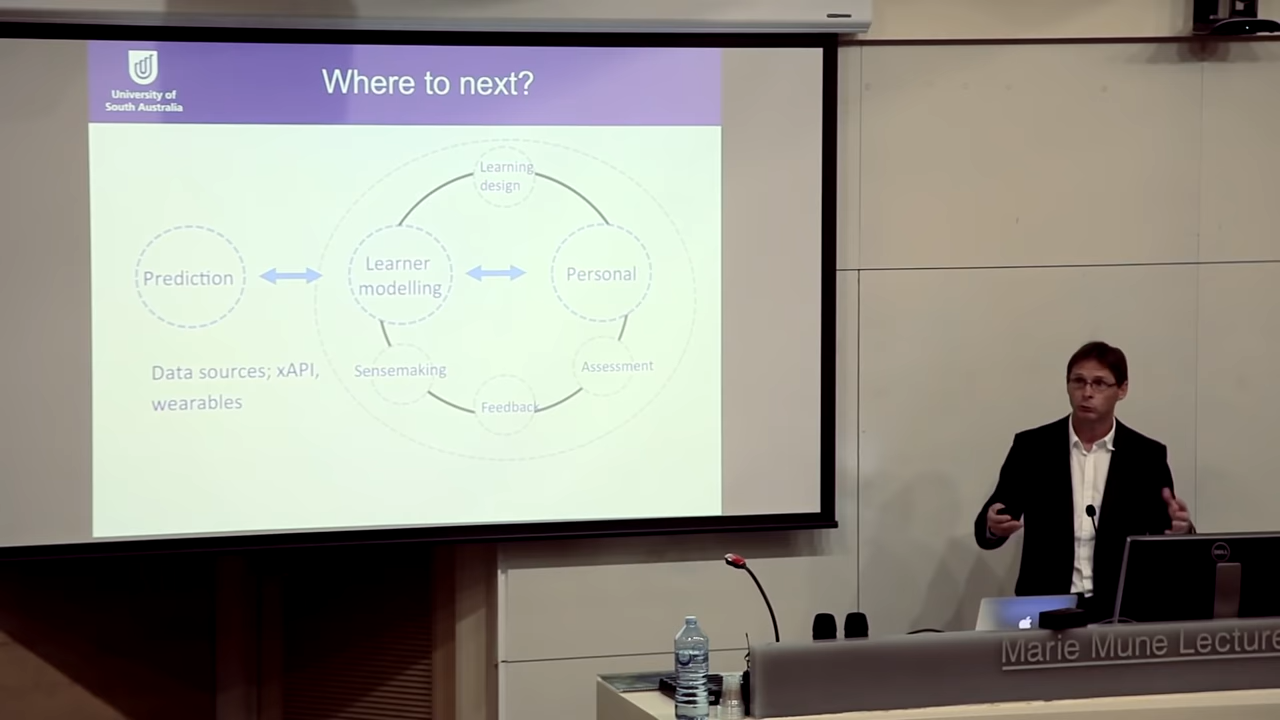 University of
South Australia
Where to next?
Learning
design
Prediction
Learner
modelling
Personal
Data sources; xAPI,
wearables
Sensemaking
Assessment
Feedback
DELL
Marie Mune Lecture